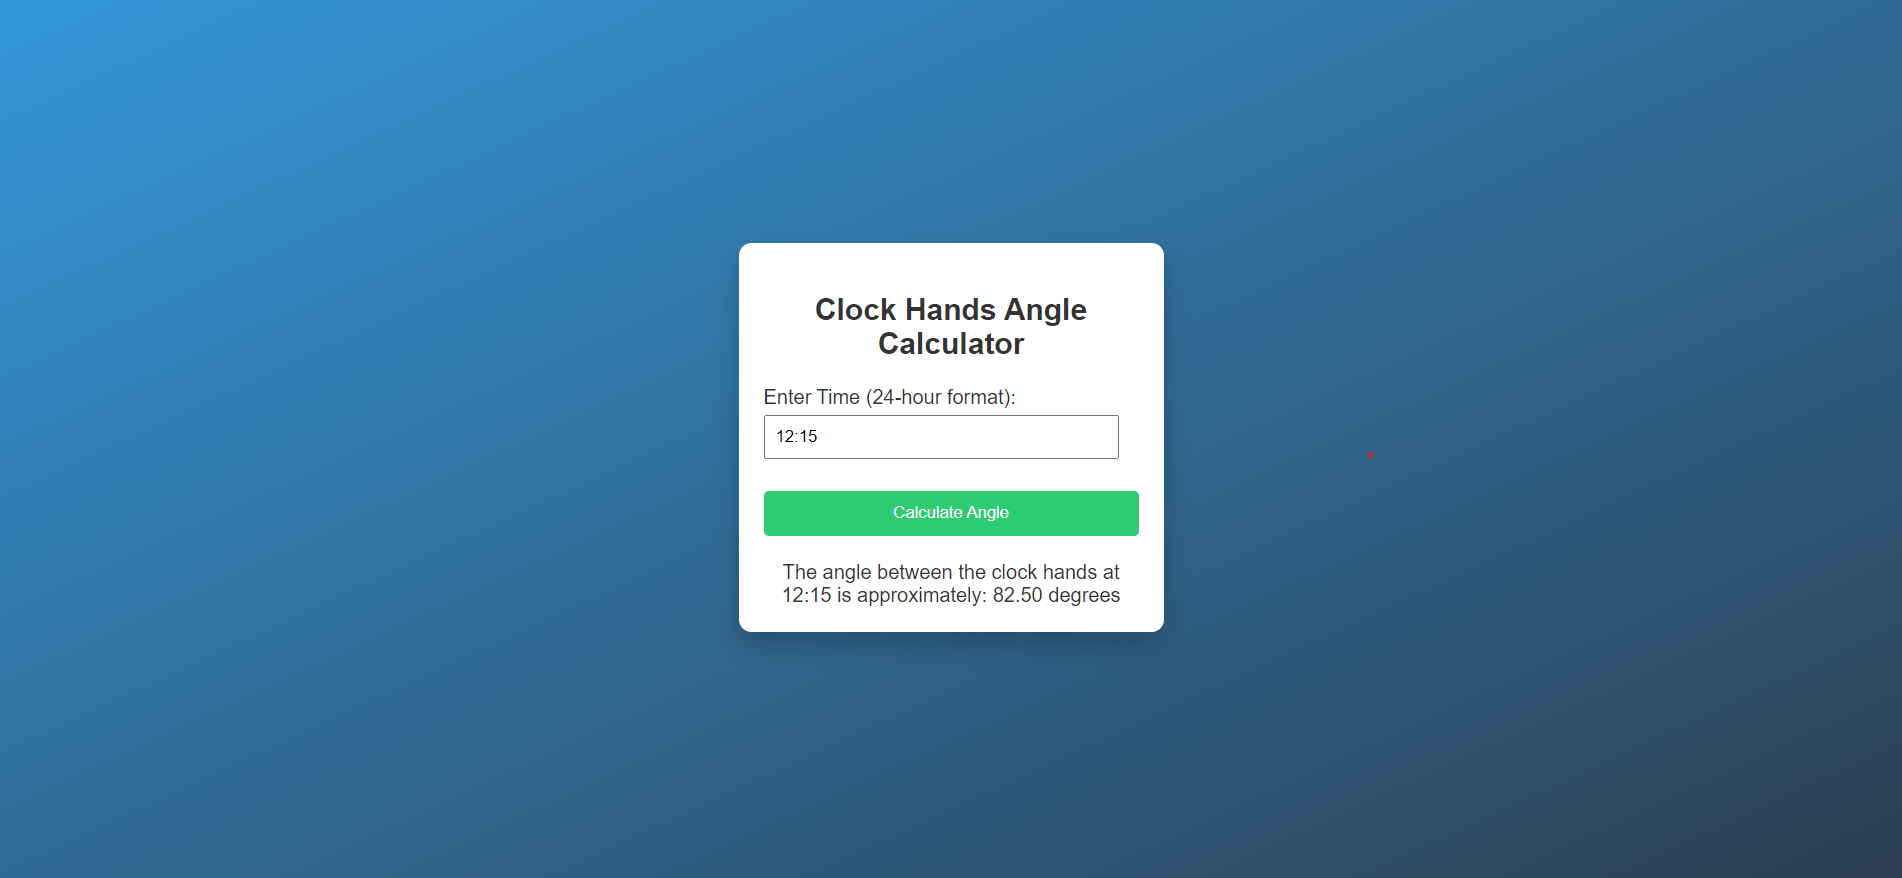 Clock Hands Angle
Calculator
Enter Time (24-hour format):
12:15
Calculate Angle
The angle between the clock hands at
12:15 is approximately: 82.50 degrees